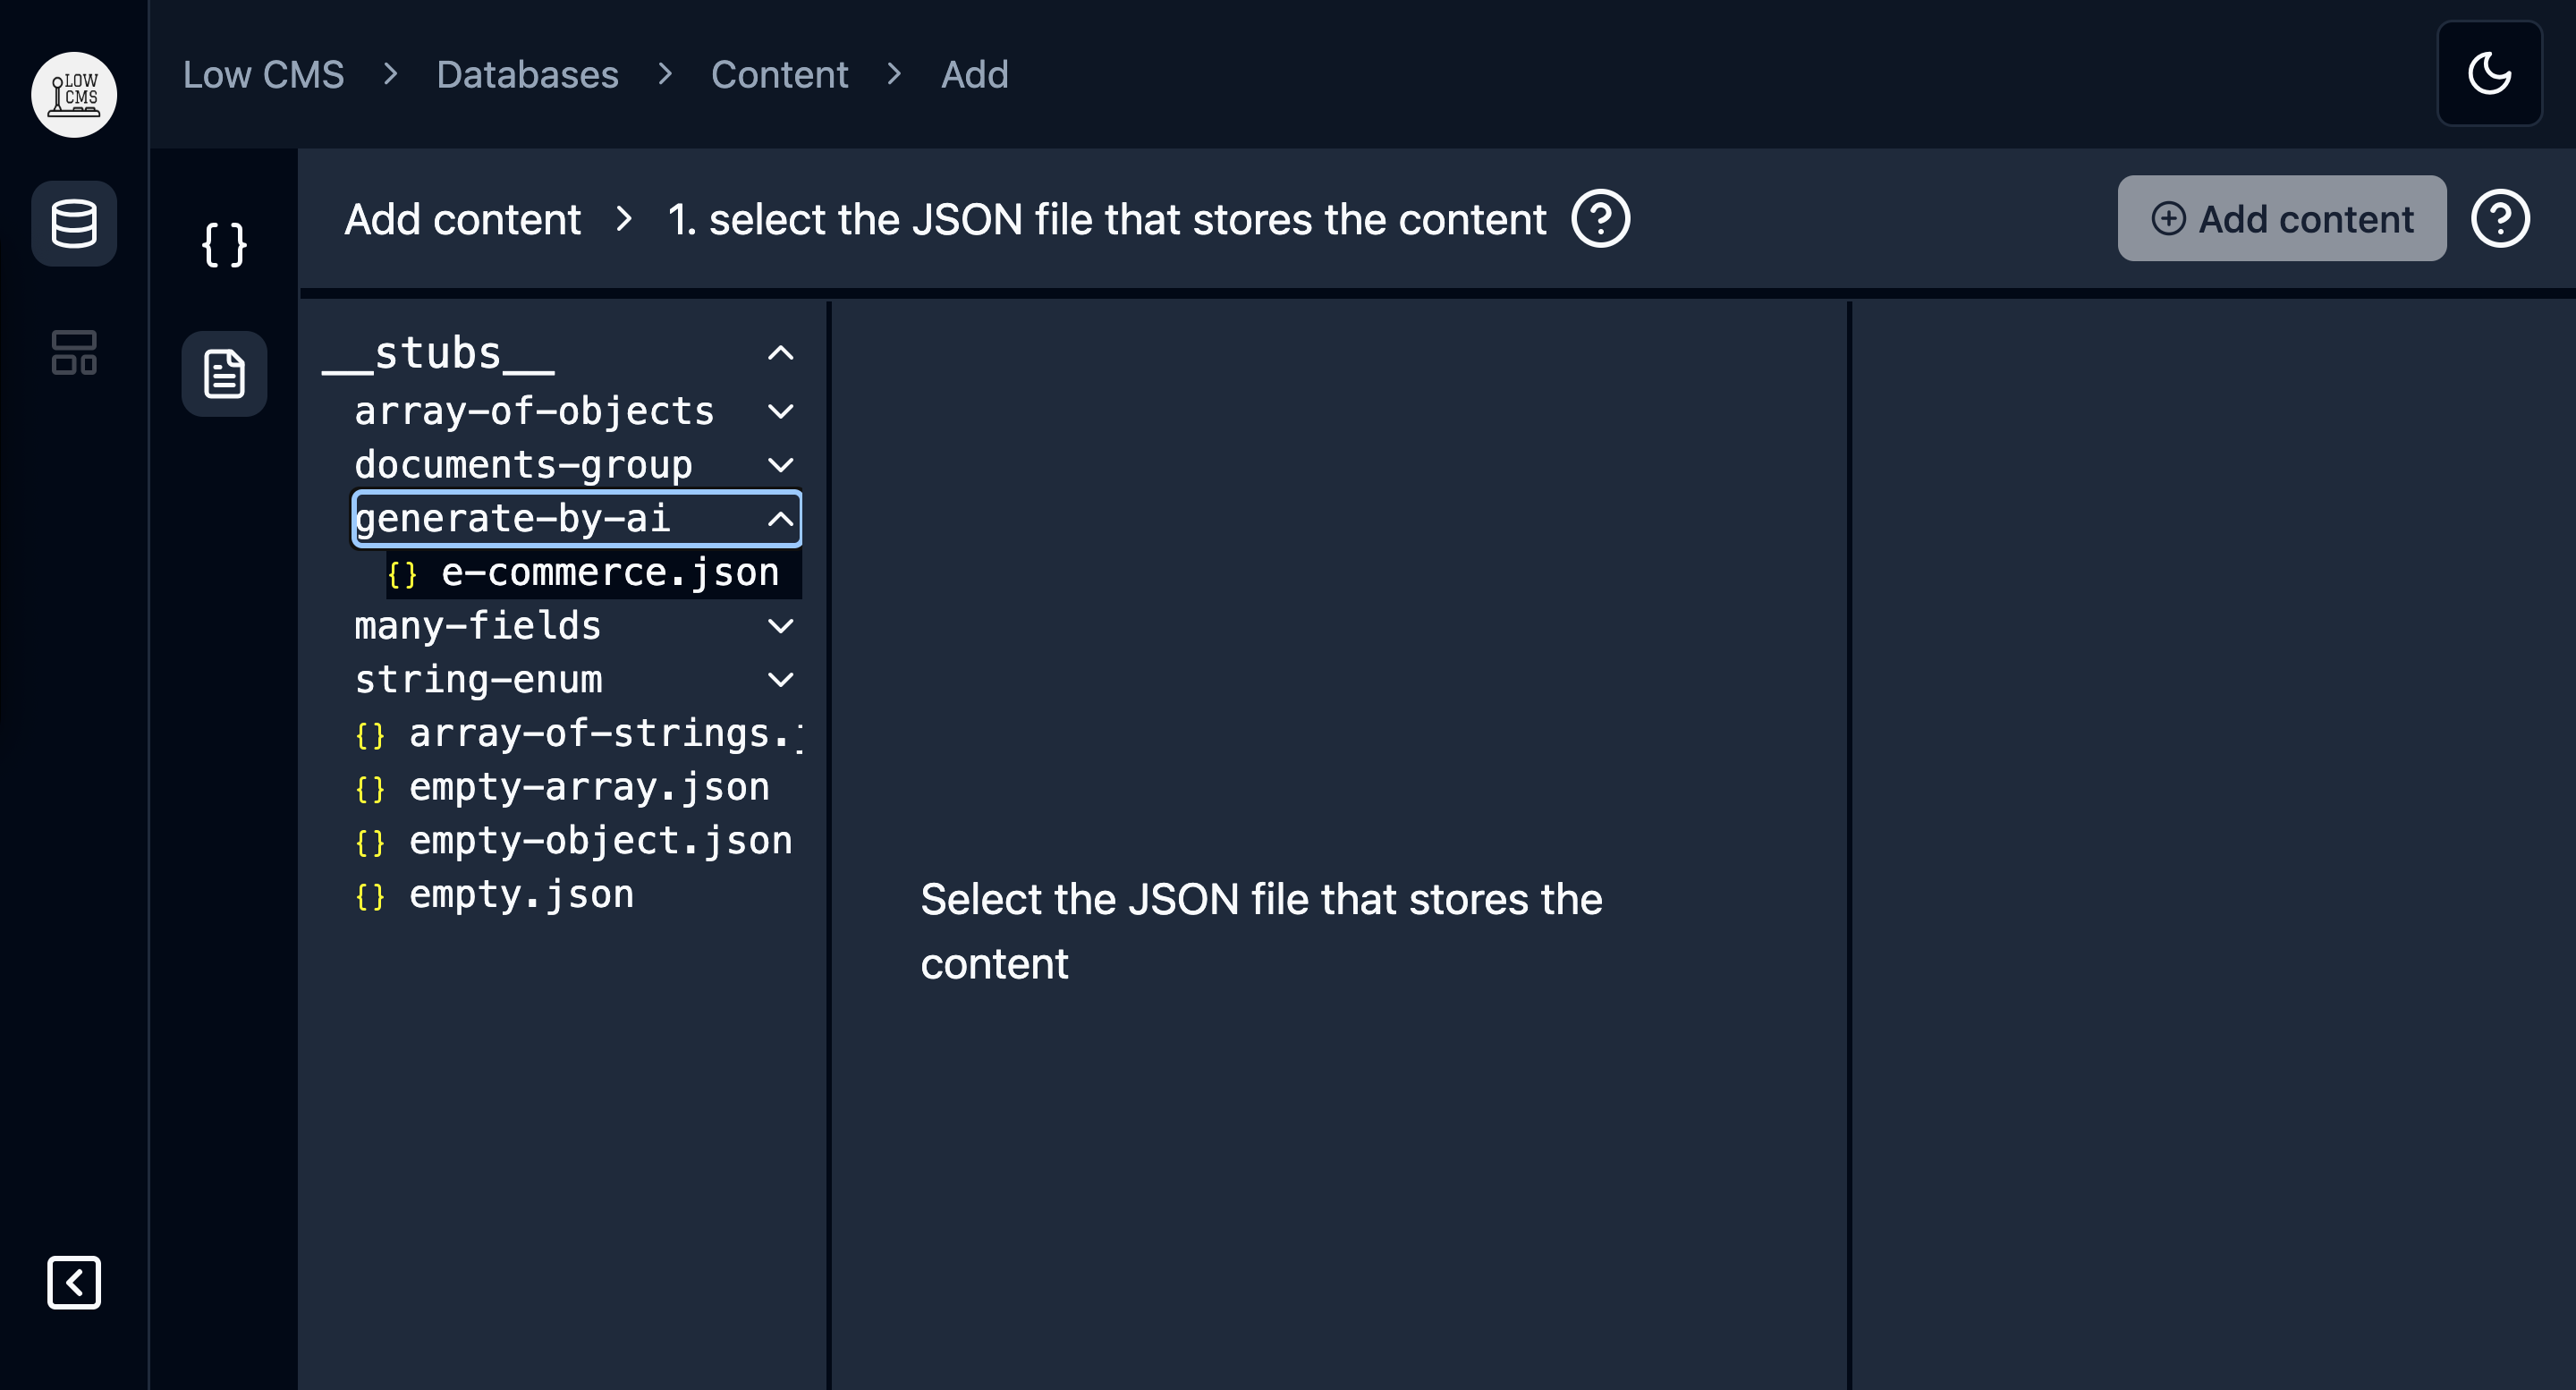 LOW
CMS
Low CMS > Databases > Content > Add
Add content > 1. select the JSON file that stores the content
Add content
__stubs__
array-of-objects
documents-group
generate-by-ai
{} e-commerce.json
many-fields
string-enum
{} array-of-strings.j
{} empty-array.json
{} empty-object.json
{} empty.json
Select the JSON file that stores the
content